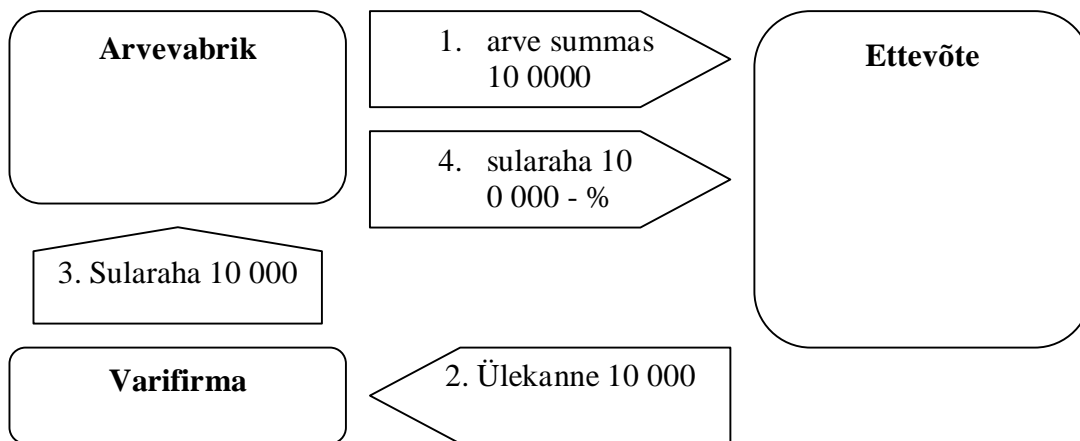 Arvevabrik
1. arve summas
10 0000
Ettevõte
4. sularaha 10
0 000 - %
3. Sularaha 10 000
Varifirma
2. Ülekanne 10 000